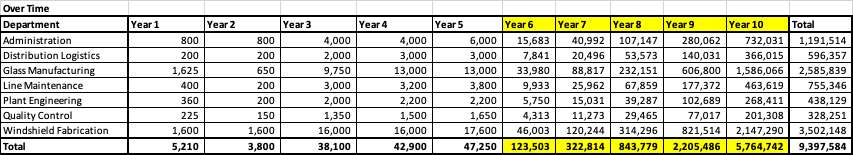 Over Time
Department Year 1 Year 2 Year 3 Year 4 Year 5 Year 6 Year 7 Year 8 Year 9 Year 10 Total
Administration 800 800 4,000 4,000 6,000 15,683 40,992 107,147 280,062 732,031 1,191,514
Distribution Logistics 200 200 2,000 3,000 3,000 7,841 20,496 53,573 140,031 366,015 596,357
Glass Manufacturing 1,625 650 9,750 13,000 13,000 33,980 88,817 232,151 606,800 1,586,066 2,585,839
Line Maintenance 400 200 3,000 3,200 3,800 9,933 25,962 67,859 177,372 463,619 755,346
Plant Engineering 360 200 2,000 2,200 2,200 5,750 15,031 39,287 102,689 268,411 438,129
Quality Control 225 150 1,350 1,500 1,650 4,313 11,273 29,465 77,017 201,308 328,251
Windshield Fabrication 1,600 1,600 16,000 16,000 17,600 46,003 120,244 314,296 821,514 2,147,290 3,502,148
Total 5,210 3,800 38,100 42,900 47,250 123,503 322,814 843,779 2,205,486 5,764,742 9,397,584